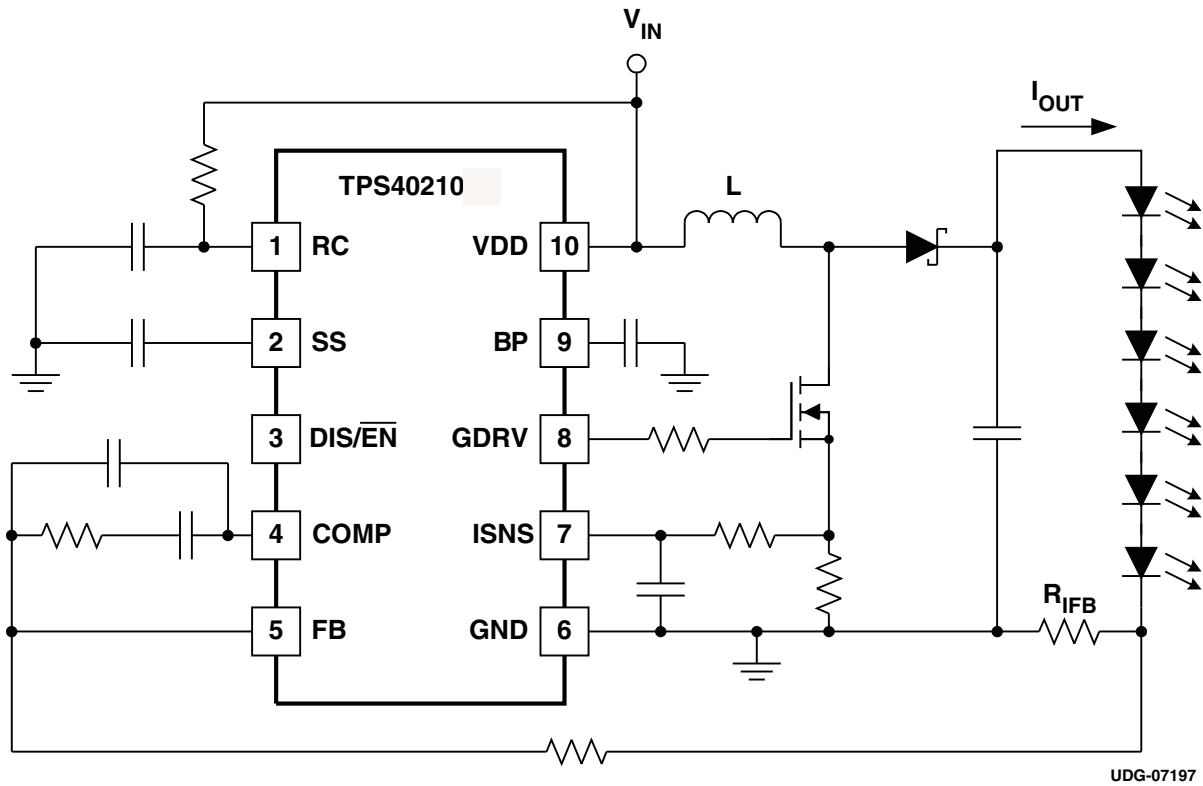 VIN
IOUT
TPS40210
L
1 RC
VDD 10
2 SS
BP 9
3 DIS/EN
GDRV 8
4 COMP
ISNS 7
5 FB
GND 6
RIFB
UDG-07197